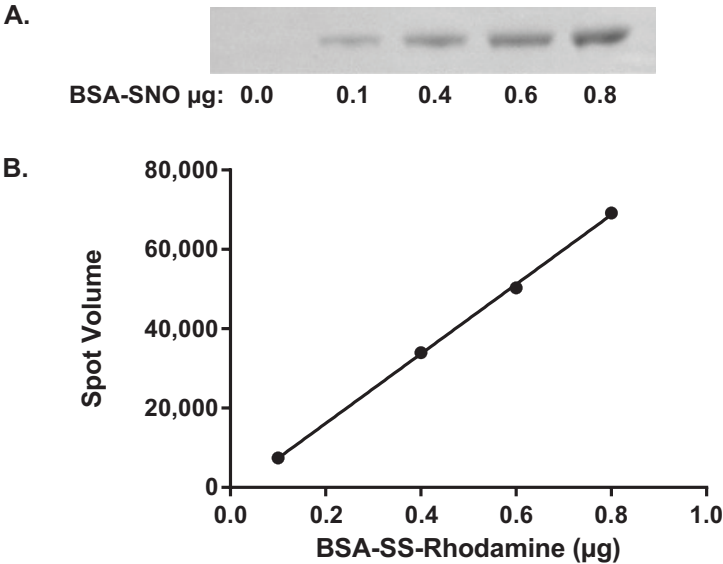 A.
BSA-SNO µg: 0.0 0.1 0.4 0.6 0.8
B.
80,000
60,000
40,000
20,000
0
Spot Volume
0.0 0.2 0.4 0.6 0.8 1.0
BSA-SS-Rhodamine (µg)